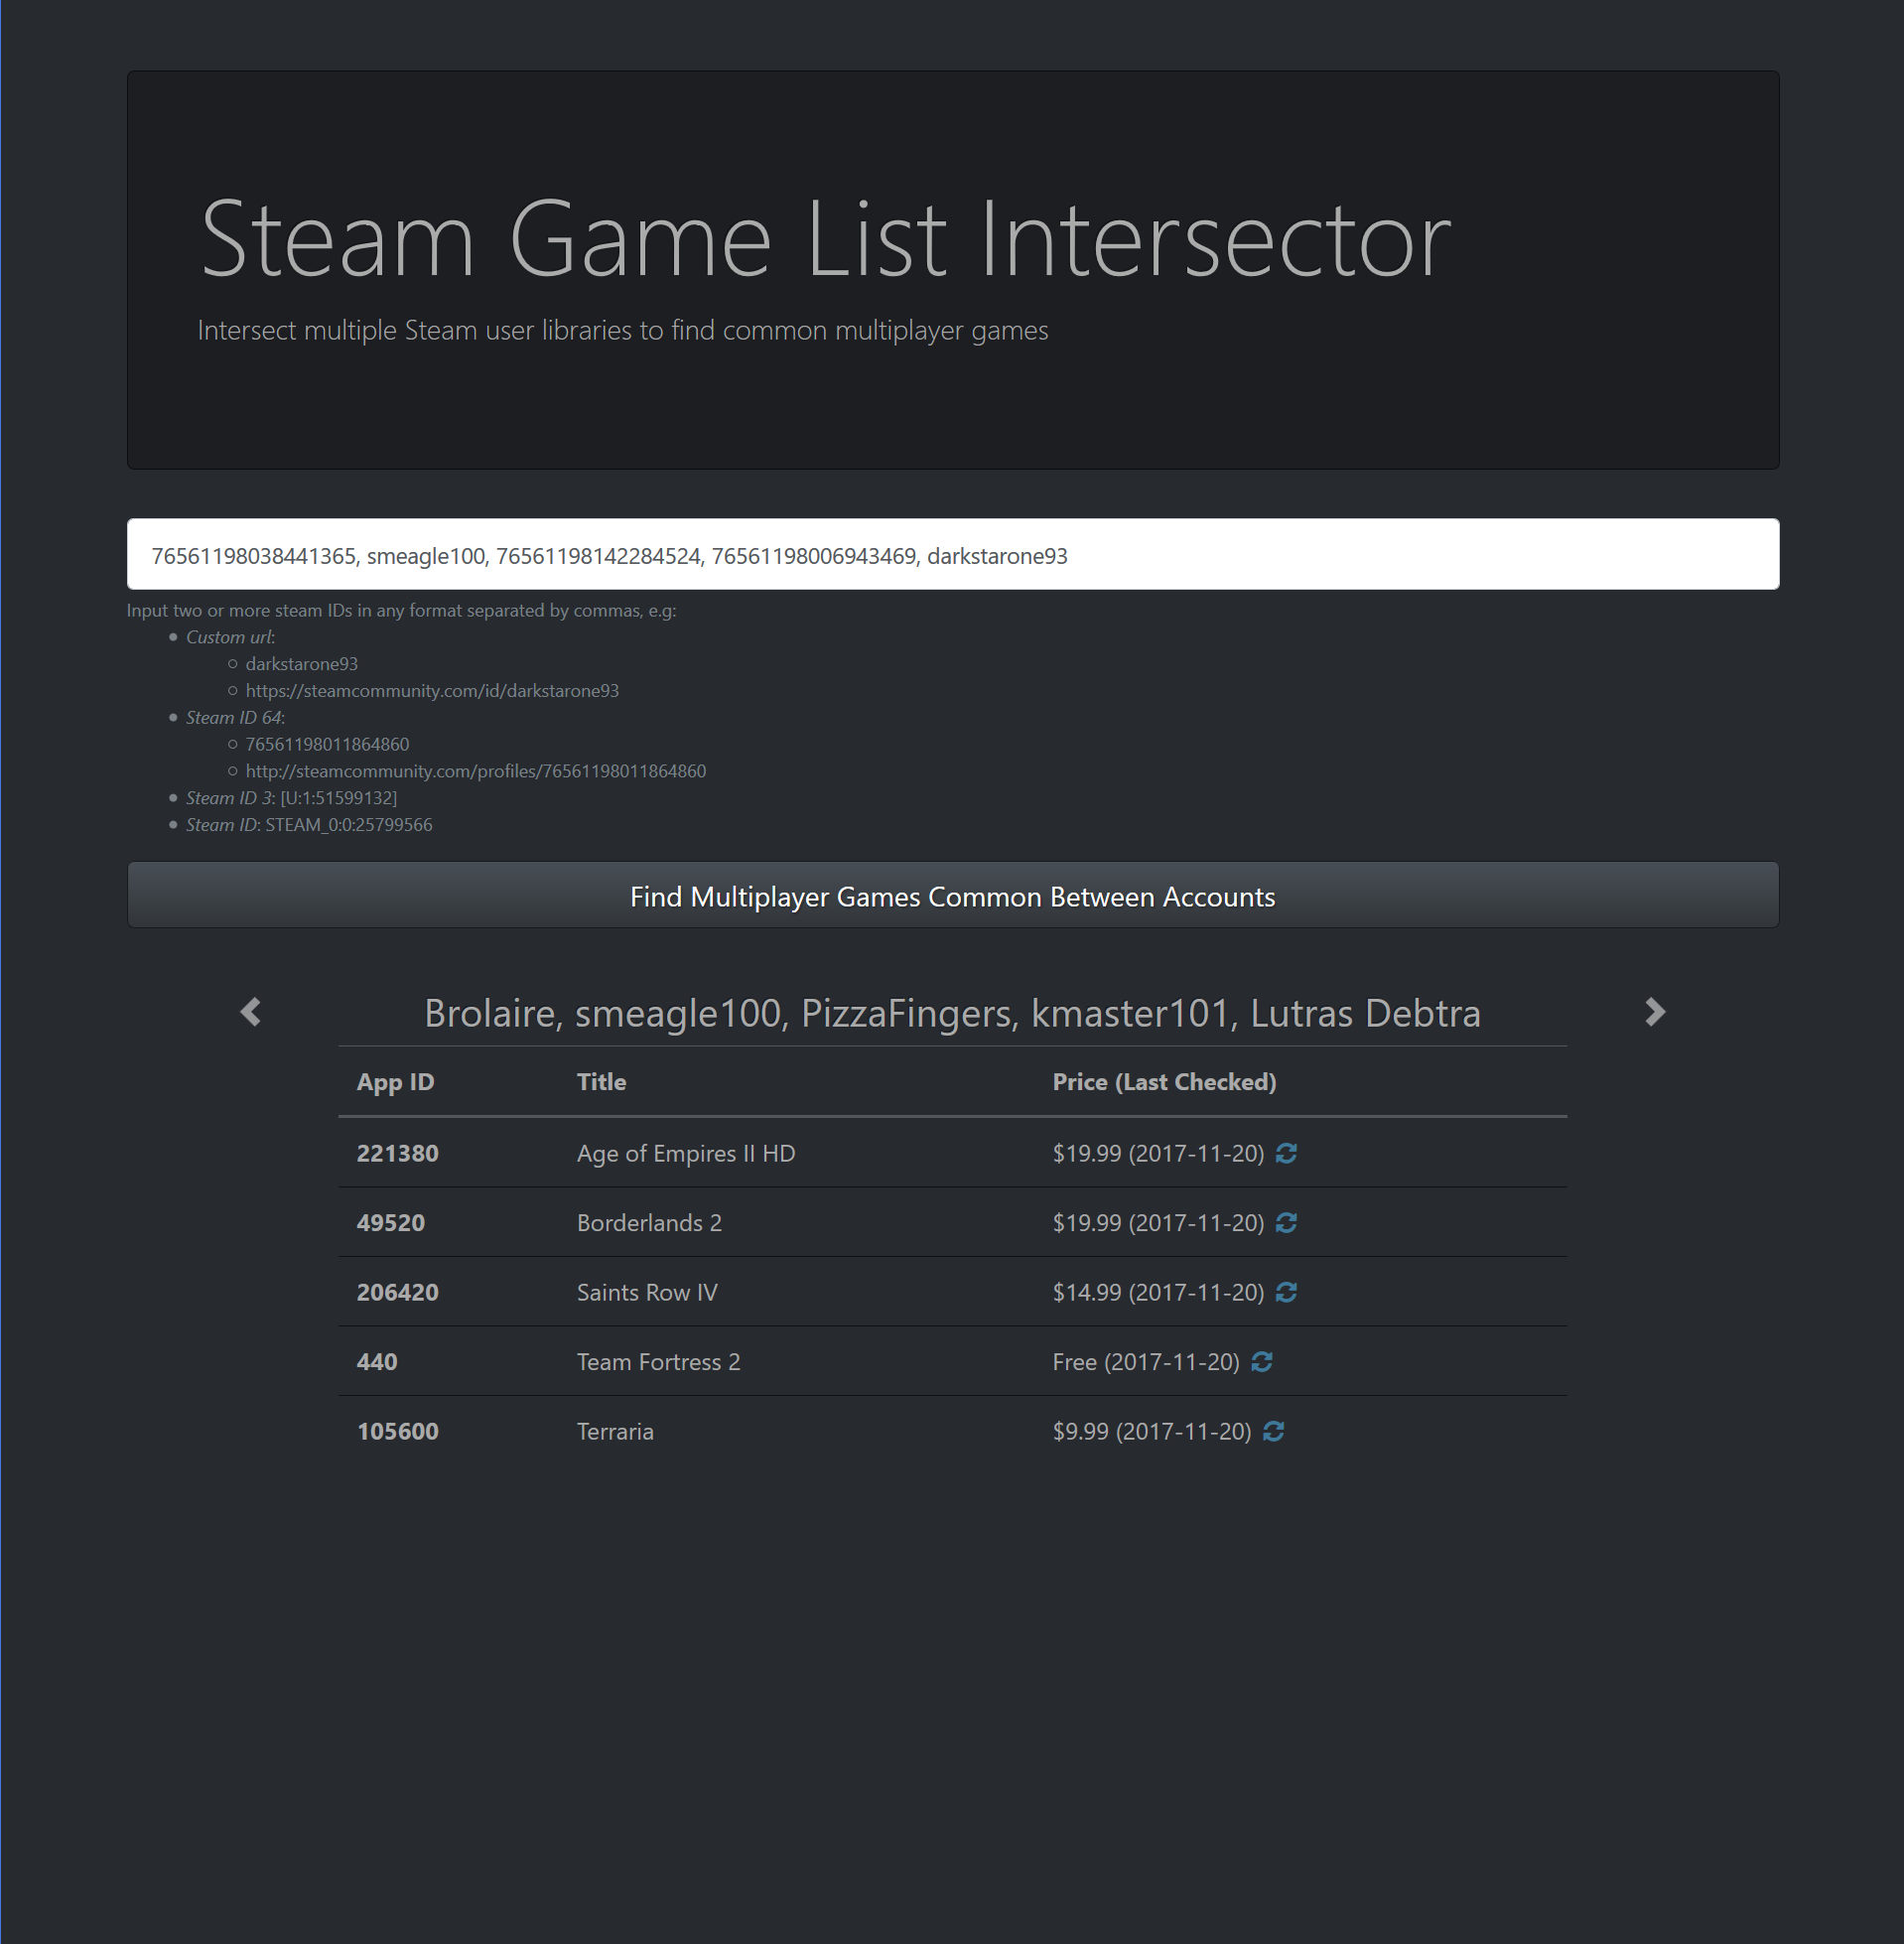 Steam Game List Intersector
Intersect multiple Steam user libraries to find common multiplayer games
76561198038441365, smeagle100, 76561198142284524, 76561198006943469, darkstarone93
Input two or more steam IDs in any format separated by commas, e.g:
Custom url:
darkstarone93
https://steamcommunity.com/id/darkstarone93
Steam ID 64:
76561198011864860
http://steamcommunity.com/profiles/76561198011864860
Steam ID 3: [U:1:51599132]
Steam ID: STEAM_0:0:25799566
Find Multiplayer Games Common Between Accounts
Brolaire, smeagle100, PizzaFingers, kmaster101, Lutras Debtra
App ID Title Price (Last Checked)
221380 Age of Empires II HD $19.99 (2017-11-20)
49520 Borderlands 2 $19.99 (2017-11-20)
206420 Saints Row IV $14.99 (2017-11-20)
440 Team Fortress 2 Free (2017-11-20)
105600 Terraria $9.99 (2017-11-20)